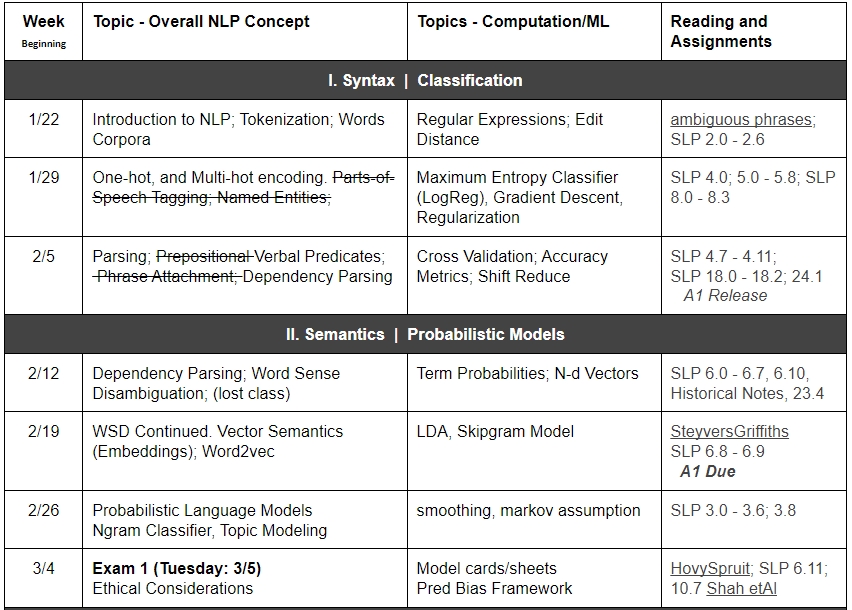 Week
Beginning
Topic - Overall NLP Concept
Topics - Computation/ML
Reading and
Assignments
I. Syntax | Classification
1/22
Introduction to NLP; Tokenization; Words
Corpora
Regular Expressions; Edit
Distance
ambiguous phrases;
SLP 2.0 - 2.6
1/29
One-hot, and Multi-hot encoding. Parts-of-
Speech Tagging; Named Entities;
Maximum Entropy Classifier
(LogReg), Gradient Descent,
Regularization
SLP 4.0; 5.0 - 5.8; SLP
8.0 - 8.3
2/5
Parsing; Prepositional Verbal Predicates;
Phrase Attachment; Dependency Parsing
Cross Validation; Accuracy
Metrics; Shift Reduce
SLP 4.7 - 4.11;
SLP 18.0 - 18.2; 24.1
A1 Release
II. Semantics | Probabilistic Models
2/12
Dependency Parsing; Word Sense
Disambiguation; (lost class)
Term Probabilities; N-d Vectors
SLP 6.0 - 6.7, 6.10,
Historical Notes, 23.4
2/19
WSD Continued. Vector Semantics
(Embeddings); Word2vec
LDA, Skipgram Model
SteyversGriffiths
SLP 6.8 - 6.9
A1 Due
2/26
Probabilistic Language Models
Ngram Classifier, Topic Modeling
smoothing, markov assumption
SLP 3.0 - 3.6; 3.8
3/4
Exam 1 (Tuesday: 3/5)
Ethical Considerations
Model cards/sheets
Pred Bias Framework
HovySpruit; SLP 6.11;
10.7 Shah etAl